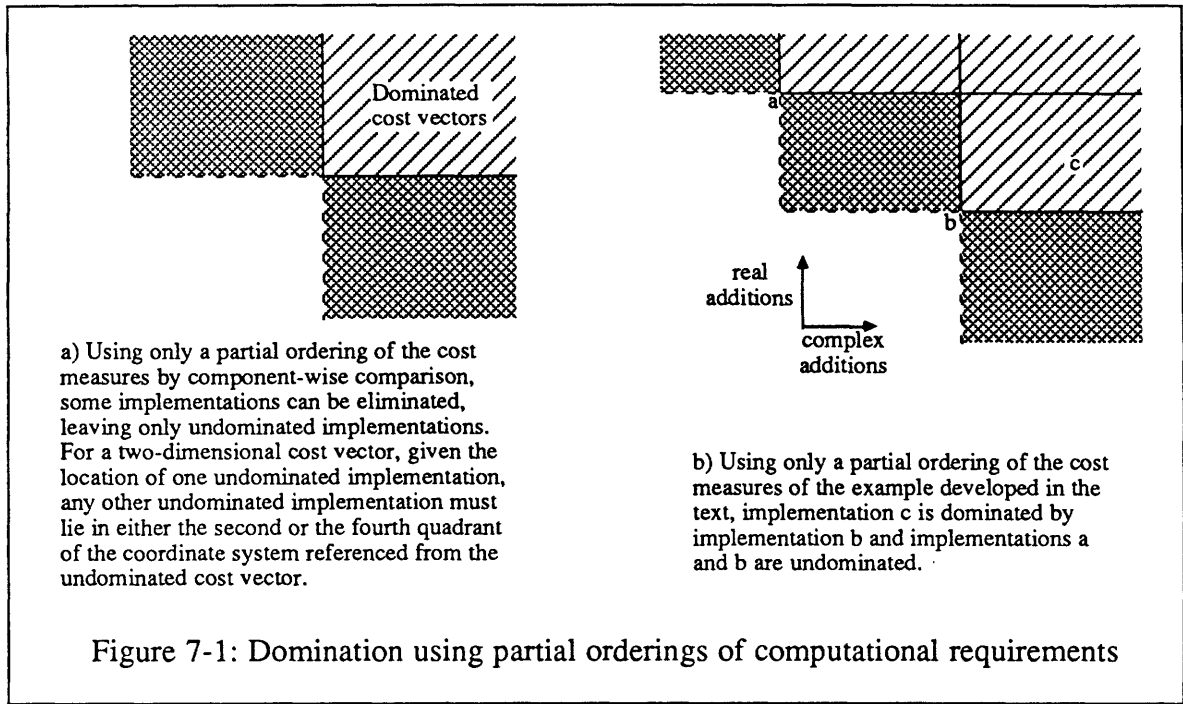 Dominated
cost vectors
a
b
c
real
additions
complex
additions
a) Using only a partial ordering of the cost
measures by component-wise comparison,
some implementations can be eliminated,
leaving only undominated implementations.
For a two-dimensional cost vector, given the
location of one undominated implementation,
any other undominated implementation must
lie in either the second or the fourth quadrant
of the coordinate system referenced from the
undominated cost vector.
b) Using only a partial ordering of the cost
measures of the example developed in the
text, implementation c is dominated by
implementation b and implementations a
and b are undominated.
Figure 7-1: Domination using partial orderings of computational requirements